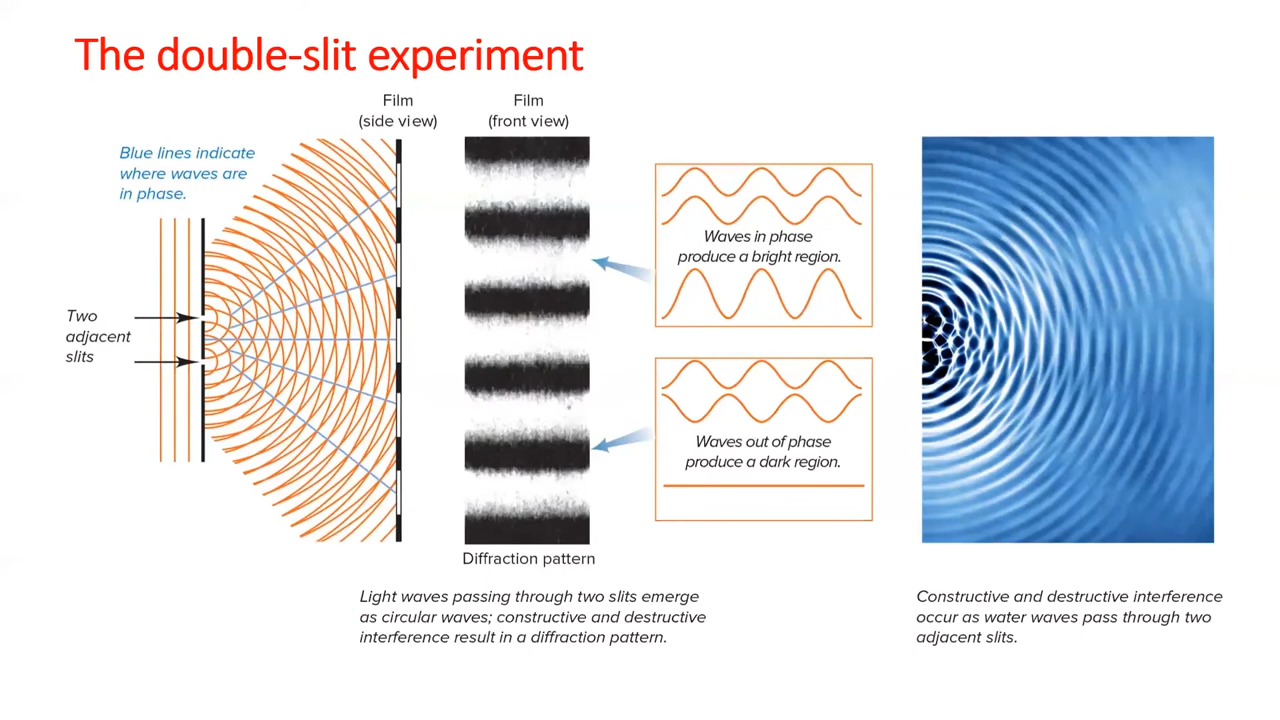 The double-slit experiment
Film
(side view)
Film
(front view)
Blue lines indicate
where waves are
in phase.
Two
adjacent
slits
Waves in phase
produce a bright region.
Waves out of phase
produce a dark region.
Diffraction pattern
Light waves passing through two slits emerge
as circular waves; constructive and destructive
interference result in a diffraction pattern.
Constructive and destructive interference
occur as water waves pass through two
adjacent slits.